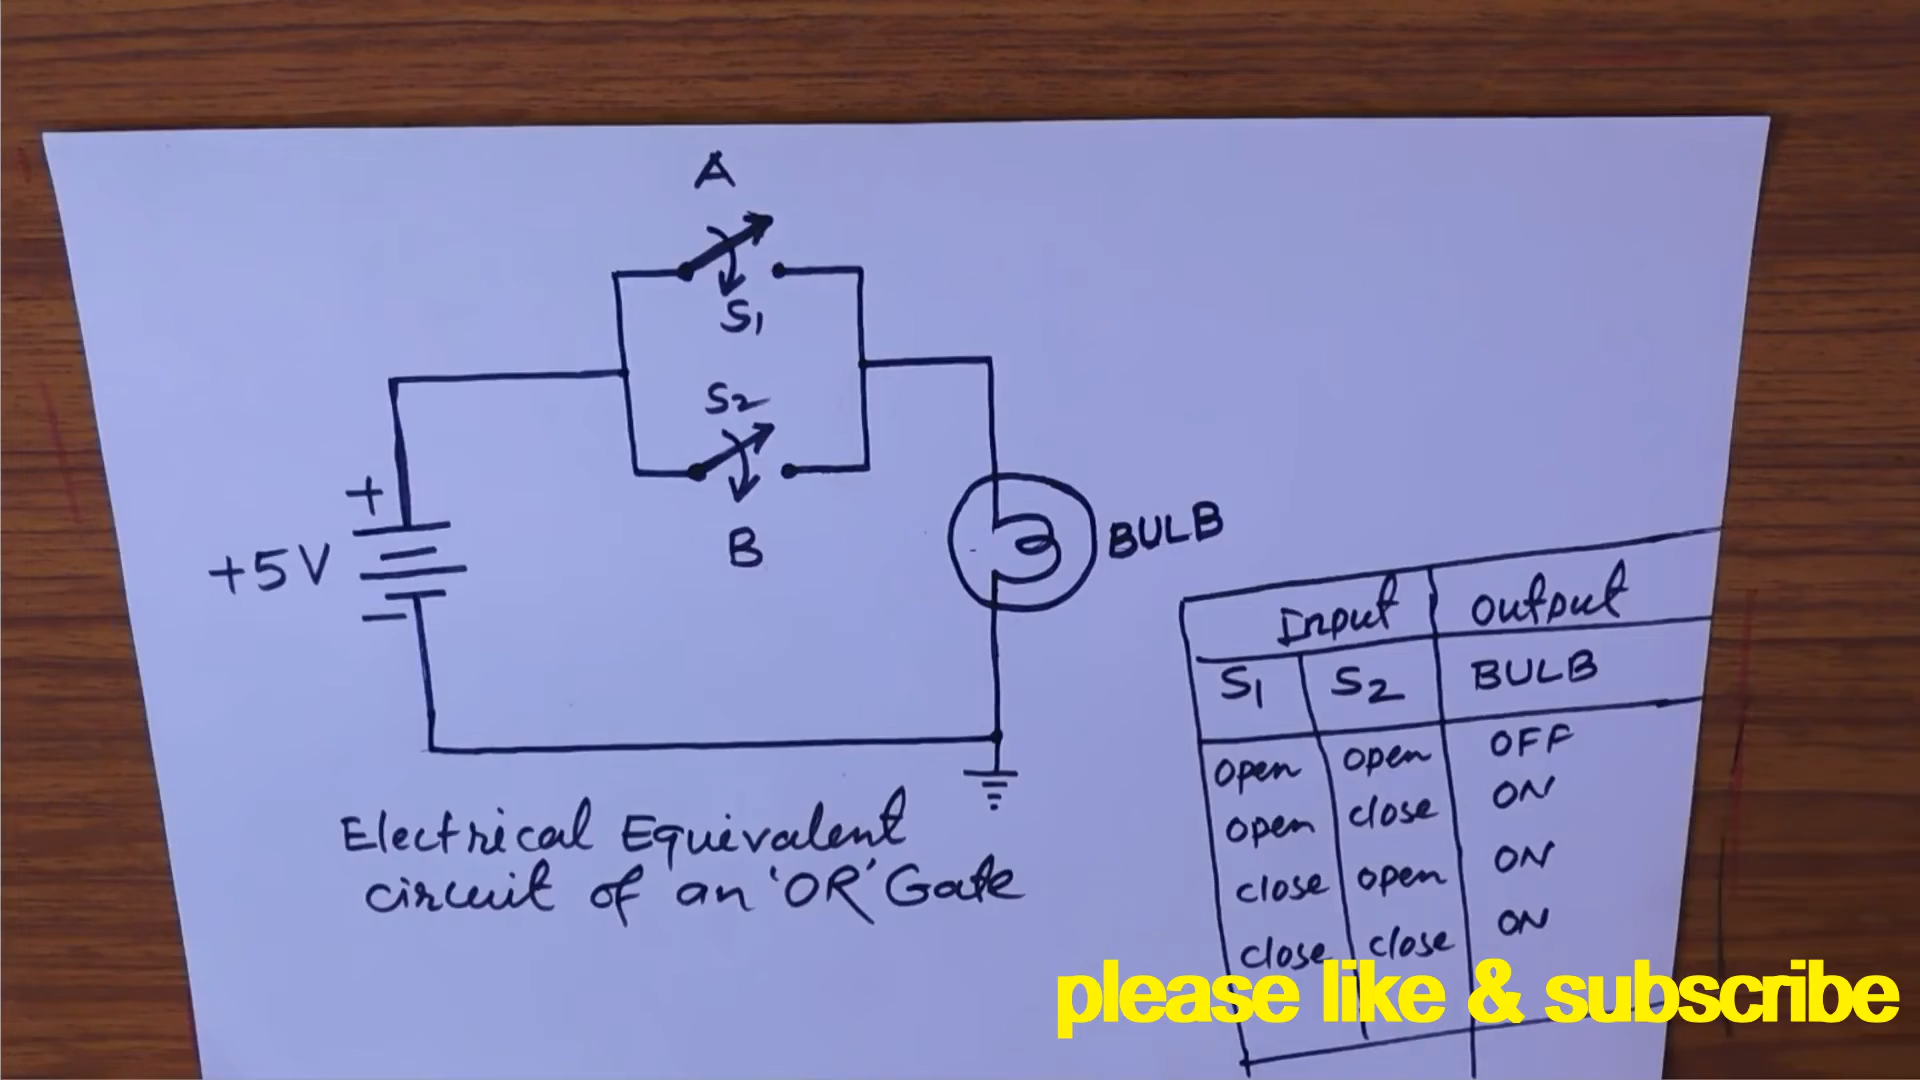 A
S1
S2
B
+
+5V
BULB
Input Output
S1 S2 BULB
open open OFF
open close ON
close open ON
close close ON
Electrical Equivalent
circuit of an 'OR' Gate
please like & subscribe